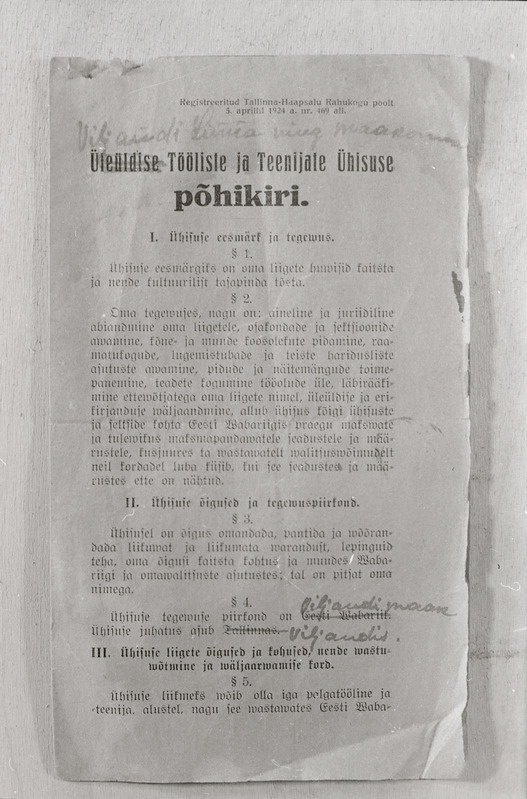 Registreeritud Tallinna-Haapsalu Rahukogu poolt
5. aprillil 1924 a. nr. 469 all.
Viljandi linna ning maakonna
Üleüldise Tööliste ja Teenijate Ühisuse
põhikiri.
I. Ühisuse eesmärk ja tegewus.
§ 1.
Ühisuse eesmärgiks on oma liigete huwisid kaitsta
ja nende kultuurilist tasapinda tõsta.
§ 2.
Oma tegewuses, nagu on: aineline ja juriidiline
abiandmine oma liigetele, osakondade ja sektsioonide
awamine, kõne- ja muude koosolekute pidamine, raa-
matukogude, lugemistubade ja teiste haridusliste
asutuste awamine, pidude ja näitemängude toime-
panemine, teadete kogumine tööolude üle, läbirääki-
mine ettewõtjatega oma liigete nimel, üleüldise ja eri-
kirjanduse wäljaandmine, allub ühisus kõigi ühisuste
ja seltside kohta Eesti Wabariigis praegu makswate
ja tulewikus maksmapandawatele seadustele ja mää-
rustele, kusjuures ta wastawatelt walitsuswõimudelt
neil kordadel luba küsib, kui see seadustes ja mää-
rustes ette on nähtud.
II. Ühisuse õigused ja tegewuspiirkond.
§ 3.
Ühisusel on õigus omandada, pantida ja wõõran-
dada liikuwat ja liikumata warandust, lepinguid
teha, oma õigusi kaitsta kohtus ja muudes Waba-
riigi ja omawalitsuste asutustes; tal on pitsat oma
nimega.
§ 4.
Viljandi maak
Ühisuse tegewuse piirkond on Eesti Wabariik.
Ühisuse juhatus asub Tallinnas. Viljandis.
III. Ühisuse liigete õigused ja kohused, nende wastu-
wõtmine ja wäljaarwamise kord.
§ 5.
Ühisuse liikmeks wõib olla iga palgatööline ja
-teenija, alustel, nagu see wastawates Eesti Waba-